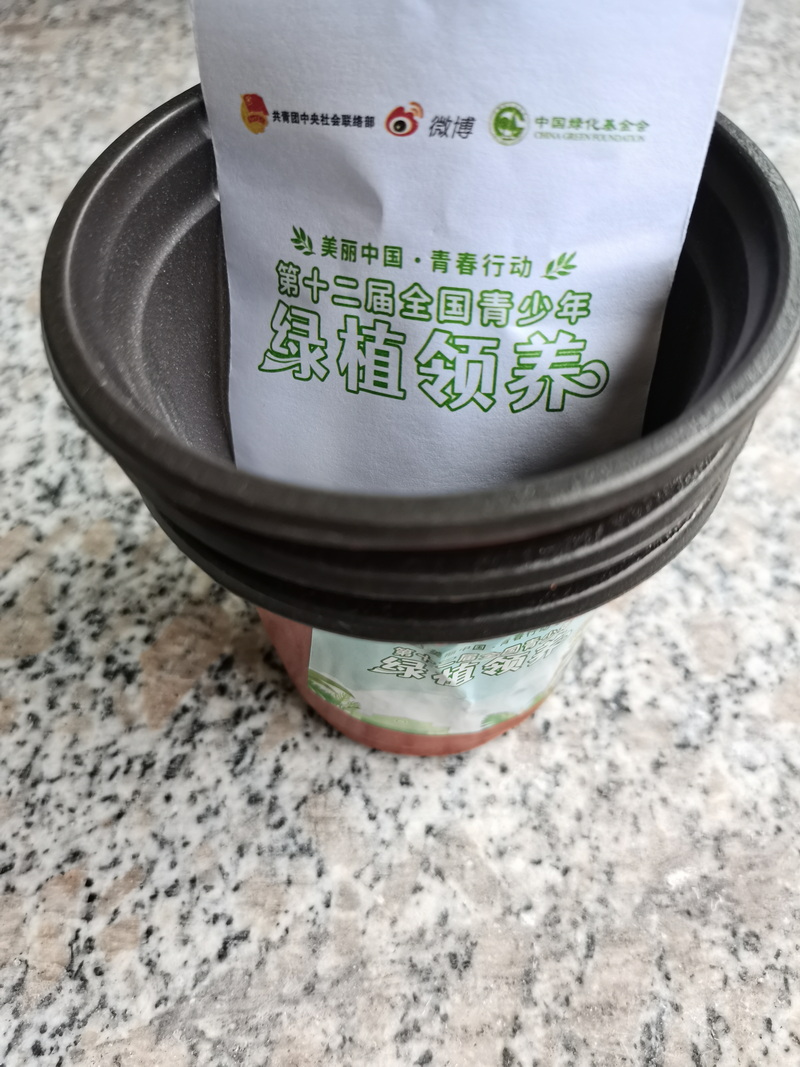 共青团中央社会联络部 微博 中国绿化基金会
CHINA GREEN FOUNDATION
美丽中国·青春行动
第十二届全国青少年
绿植领养
绿植领养